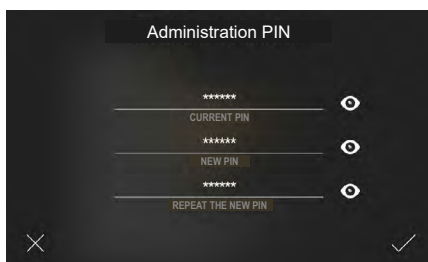 Administration PIN
******
CURRENT PIN
******
NEW PIN
******
REPEAT THE NEW PIN